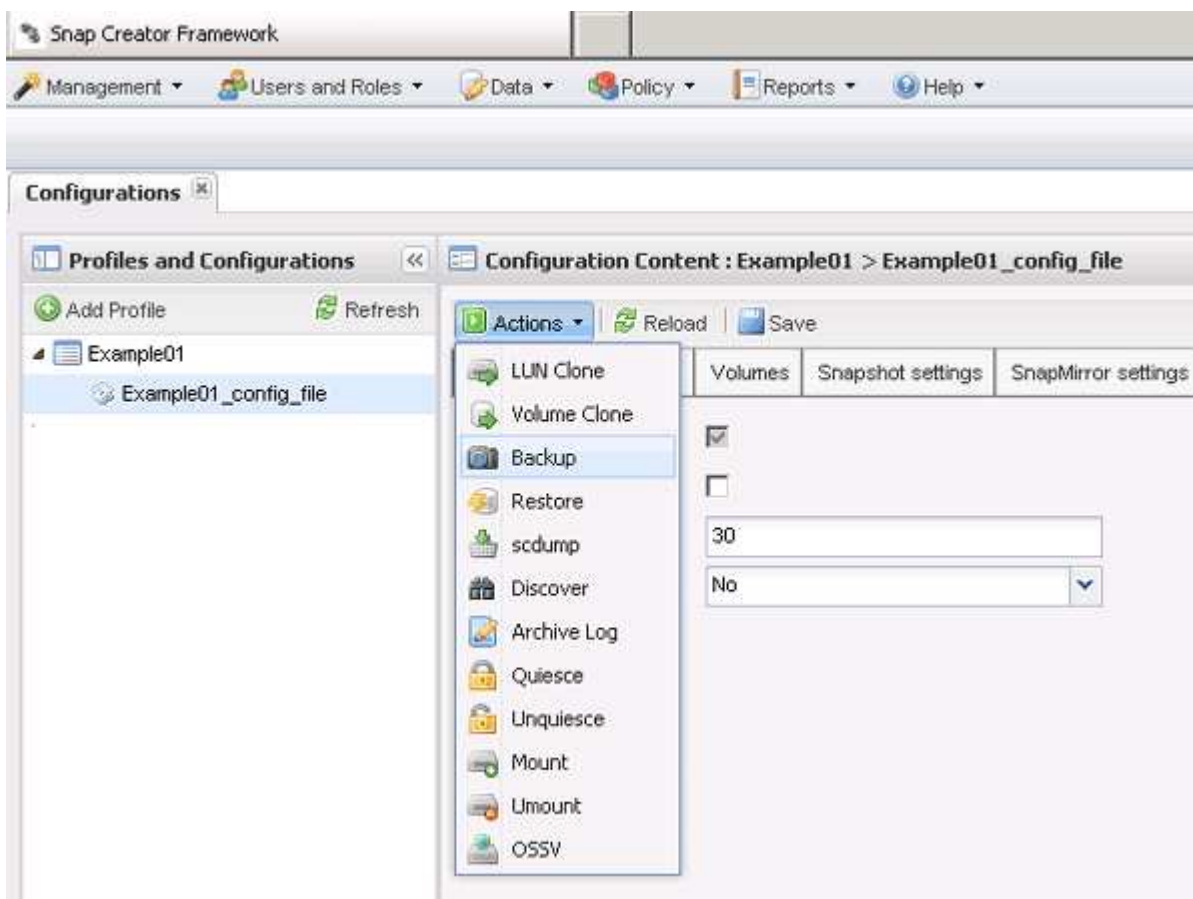 Snap Creator Framework
Management Users and Roles Data Policy Reports Help
Configurations
Profiles and Configurations
Configuration Content : Example01 > Example01_config_file
Add Profile Refresh
Actions Reload Save
Example01
Example01_config_file
Volumes Snapshot settings SnapMirror settings
LUN Clone
Volume Clone
Backup
Restore
scdump
30
Discover
No
Archive Log
Quiesce
Unquiesce
Mount
Umount
OSSV